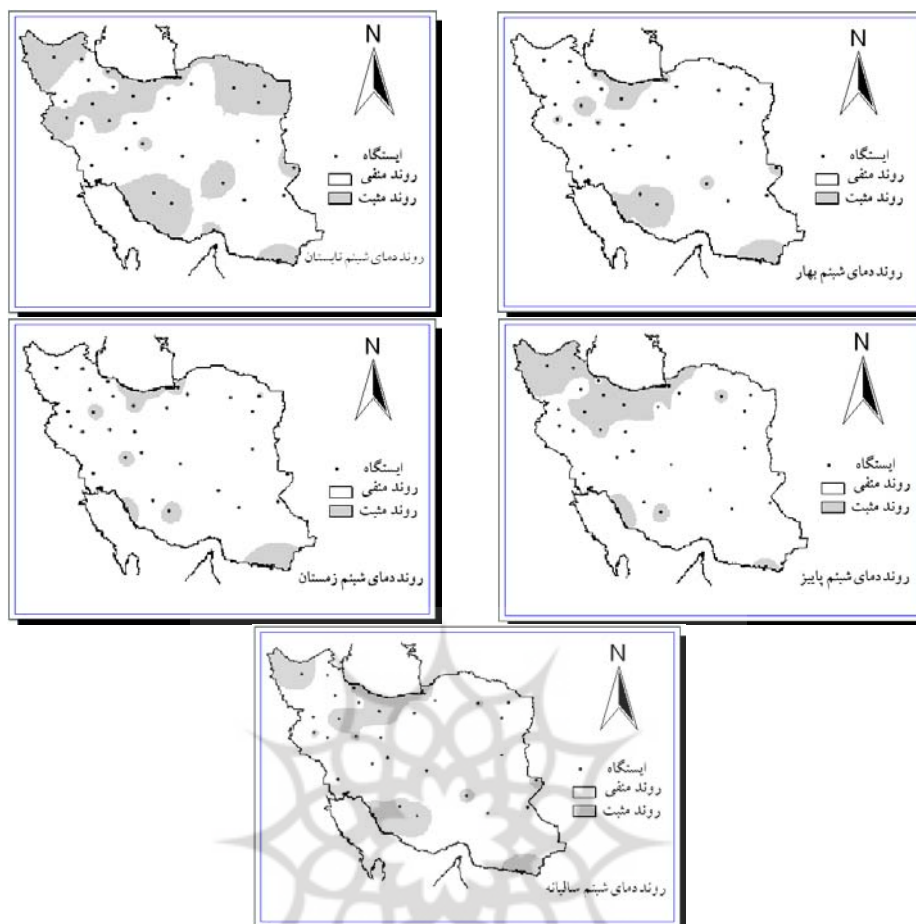 N
ایستگاه
روند منفی
روند مثبت
روند دمای شبنم تابستان
N
ایستگاه
روند منفی
روند مثبت
روند دمای شبنم بهار
N
ایستگاه
روند منفی
روند مثبت
روند دمای شبنم زمستان
N
ایستگاه
روند منفی
روند مثبت
روند دمای شبنم پاییز
N
ایستگاه
روند منفی
روند مثبت
روند دمای شبنم سالیانه